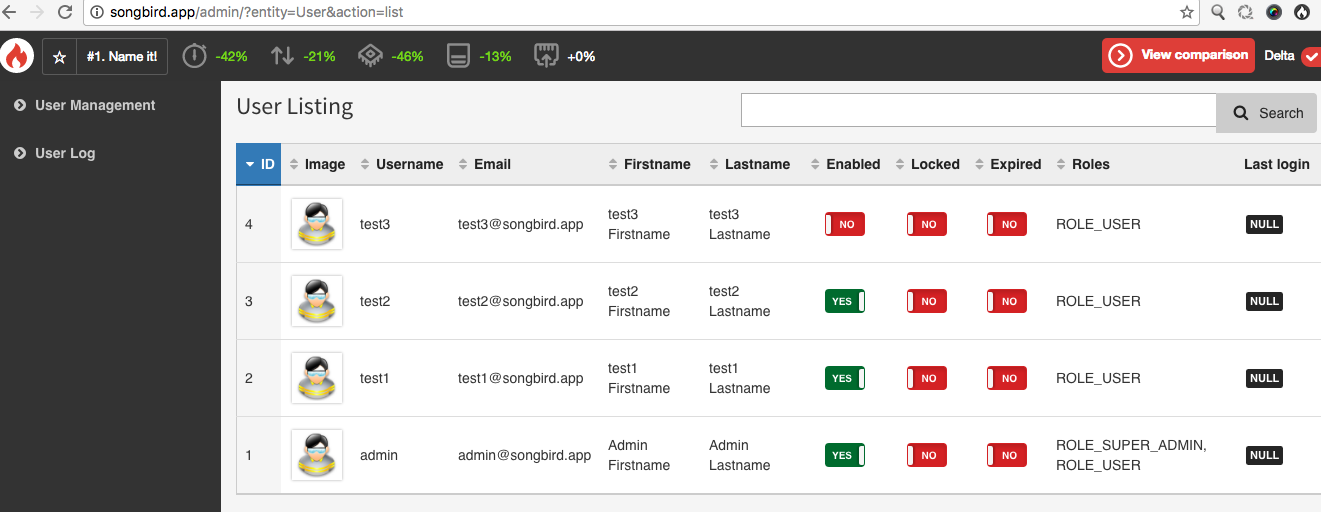 songbird.app/admin/?entity=User&action=list
#1. Name it!
-42%
-21%
-46%
-13%
+0%
View comparison
Delta
User Management
User Log
User Listing
Search
ID Image Username Email Firstname Lastname Enabled Locked Expired Roles Last login
4 test3 test3@songbird.app test3 Firstname test3 Lastname NO NO NO ROLE_USER NULL
3 test2 test2@songbird.app test2 Firstname test2 Lastname YES NO NO ROLE_USER NULL
2 test1 test1@songbird.app test1 Firstname test1 Lastname YES NO NO ROLE_USER NULL
1 admin admin@songbird.app Admin Firstname Admin Lastname YES NO NO ROLE_SUPER_ADMIN, ROLE_USER NULL